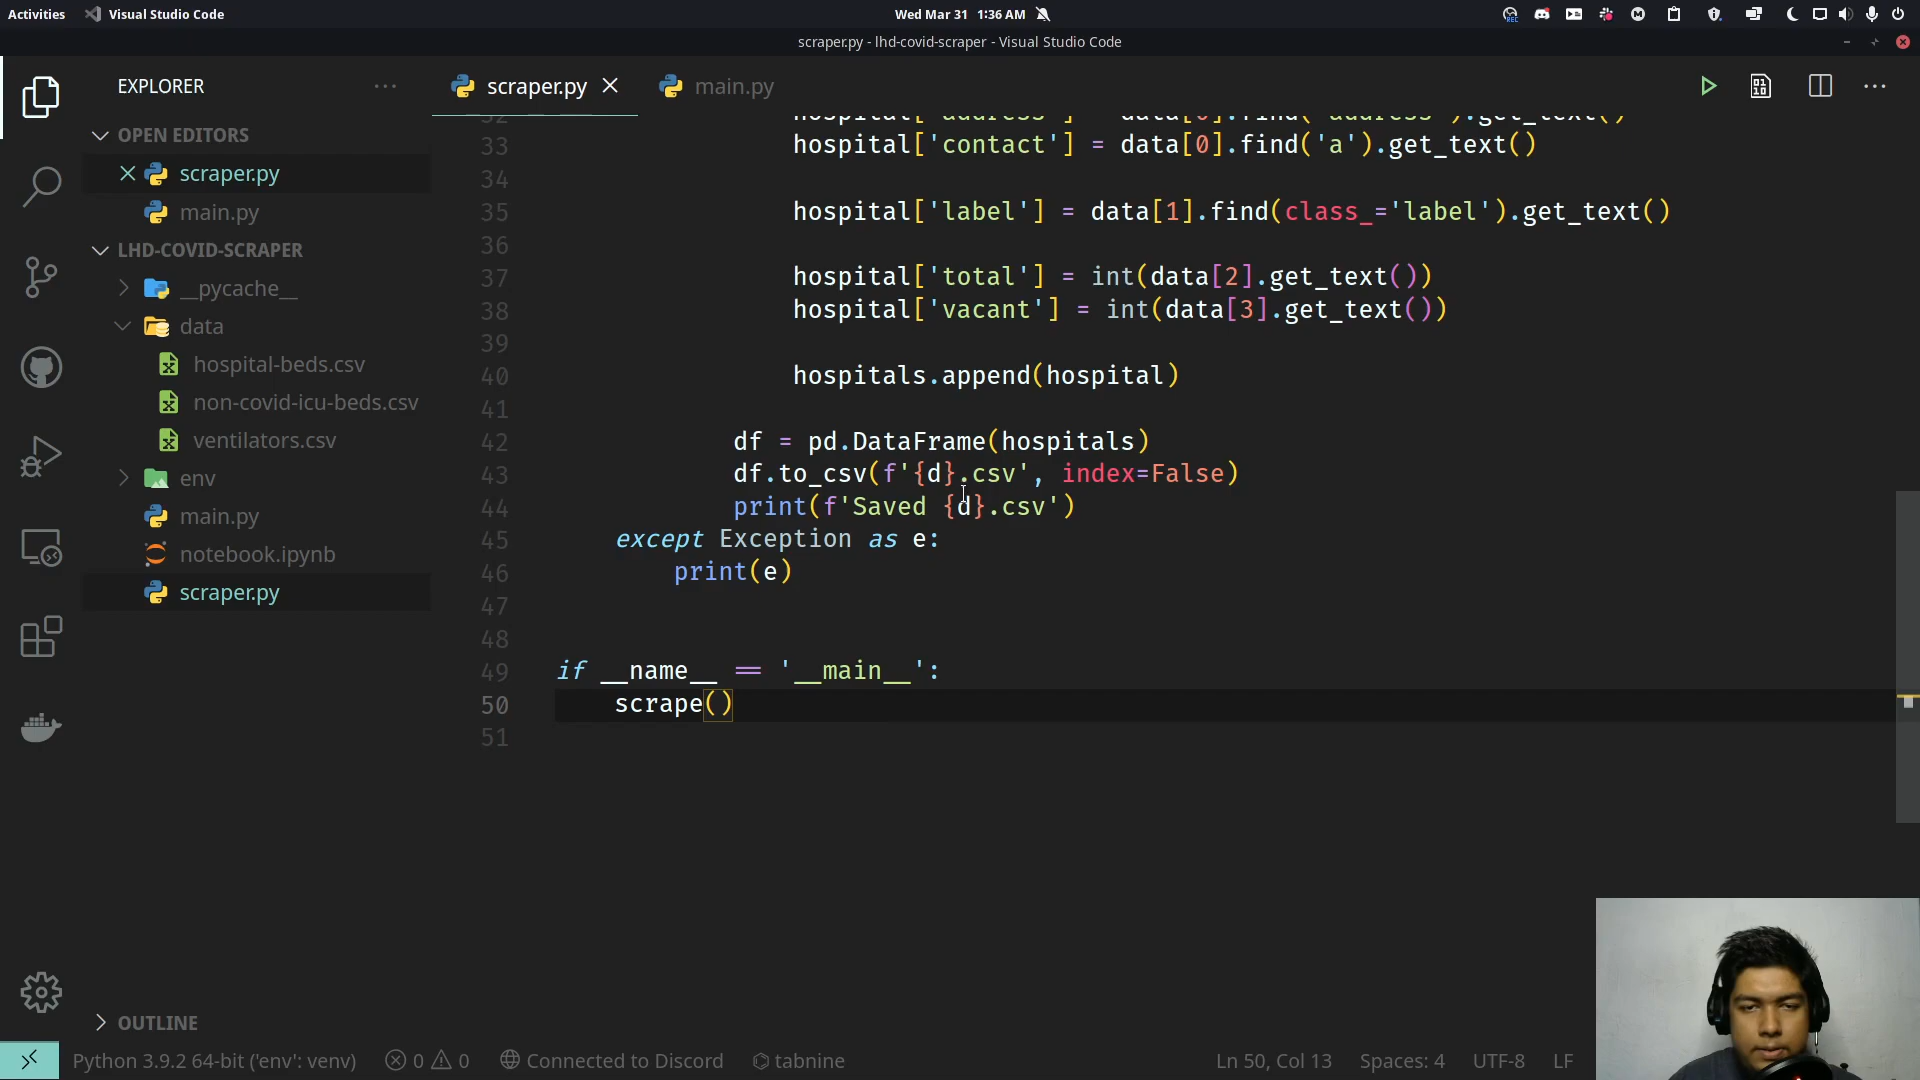 Activities
Visual Studio Code
Wed Mar 31 1:36 AM
scraper.py - lhd-covid-scraper - Visual Studio Code
EXPLORER
scraper.py
main.py
OPEN EDITORS
scraper.py
main.py
LHD-COVID-SCRAPER
__pycache__
data
hospital-beds.csv
non-covid-icu-beds.csv
ventilators.csv
env
main.py
notebook.ipynb
scraper.py
OUTLINE
32 hospital['address'] = data[0].find('address').get_text()
33 hospital['contact'] = data[0].find('a').get_text()
34
35 hospital['label'] = data[1].find(class_='label').get_text()
36
37 hospital['total'] = int(data[2].get_text())
38 hospital['vacant'] = int(data[3].get_text())
39
40 hospitals.append(hospital)
41
42 df = pd.DataFrame(hospitals)
43 df.to_csv(f'{d}.csv', index=False)
44 print(f'Saved {d}.csv')
45 except Exception as e:
46 print(e)
47
48
49 if __name__ == '__main__':
50 scrape()
51
Python 3.9.2 64-bit ('env': venv)
0
0
Connected to Discord
tabnine
Ln 50, Col 13
Spaces: 4
UTF-8
LF